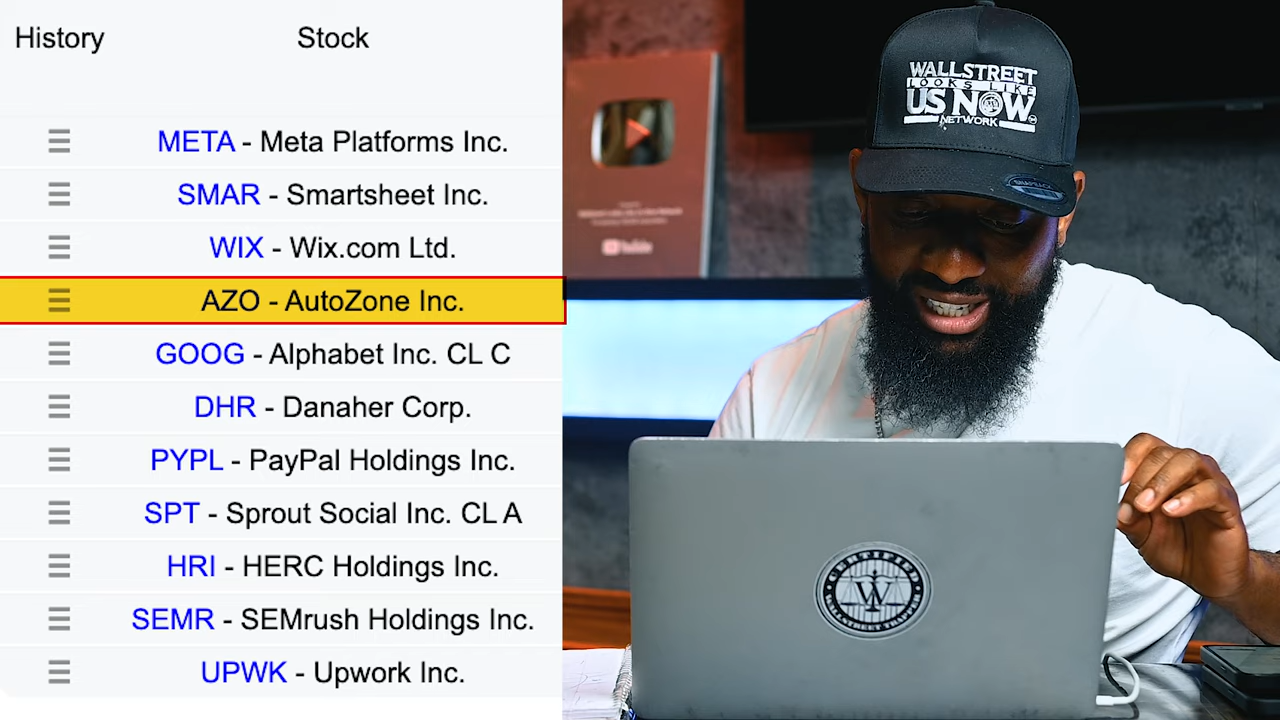 History Stock
META - Meta Platforms Inc.
SMAR - Smartsheet Inc.
WIX - Wix.com Ltd.
AZO - AutoZone Inc.
GOOG - Alphabet Inc. CL C
DHR - Danaher Corp.
PYPL - PayPal Holdings Inc.
SPT - Sprout Social Inc. CL A
HRI - HERC Holdings Inc.
SEMR - SEMrush Holdings Inc.
UPWK - Upwork Inc.
WALLSTREET
LOOKS LIKE
US NOW
NETWORK
YouTube
CERTIFIED
W